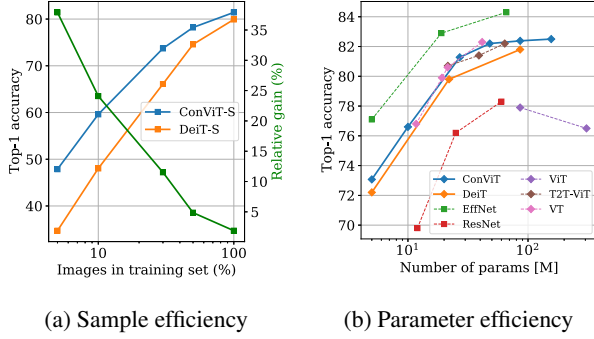 80
70
60
50
40
Top-1 accuracy
10
100
Images in training set (%)
35
30
25
20
15
10
5
Relative gain (%)
ConViT-S
DeiT-S
(a) Sample efficiency
84
82
80
78
76
74
72
70
Top-1 accuracy
10¹
10²
Number of params [M]
ConViT
DeiT
EffNet
ResNet
ViT
T2T-ViT
VT
(b) Parameter efficiency